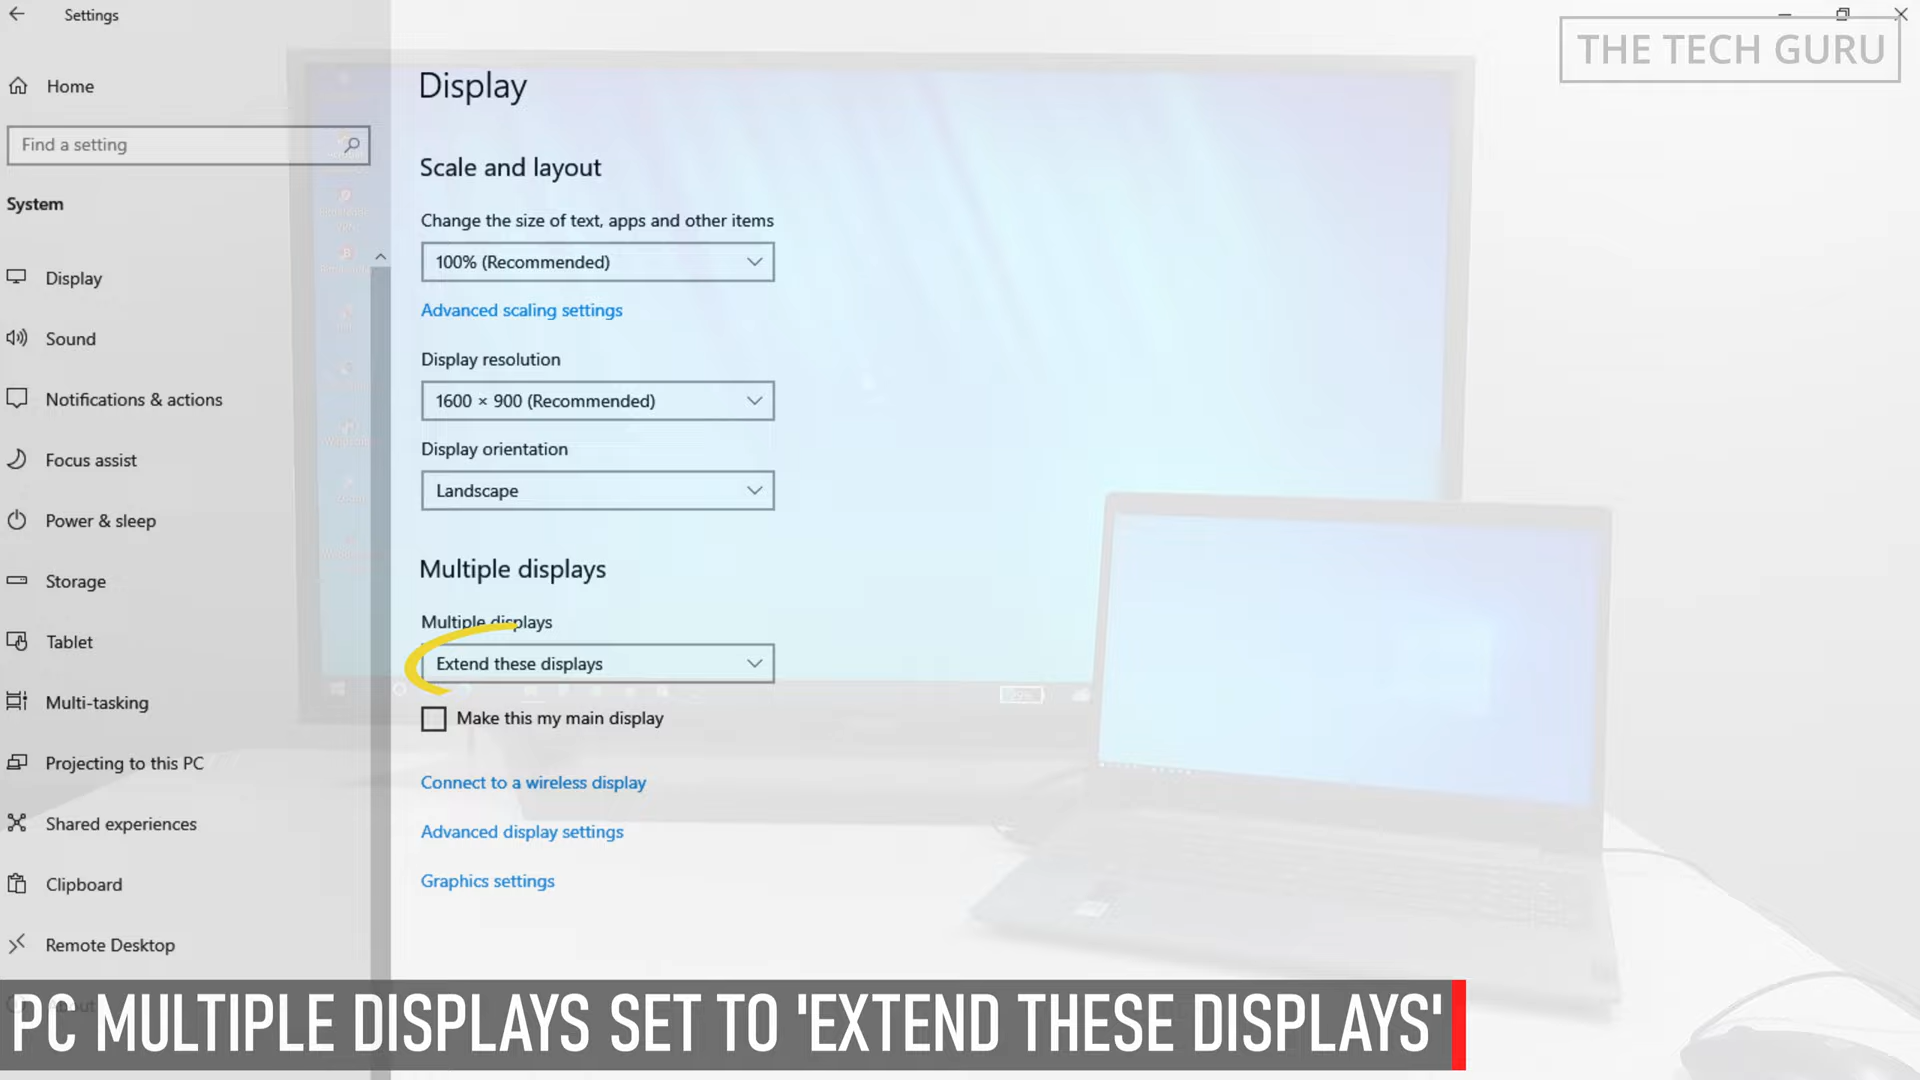 Settings
THE TECH GURU
Home
Find a setting
System
Display
Sound
Notifications & actions
Focus assist
Power & sleep
Storage
Tablet
Multi-tasking
Projecting to this PC
Shared experiences
Clipboard
Remote Desktop
Display
Scale and layout
Change the size of text, apps and other items
100% (Recommended)
Advanced scaling settings
Display resolution
1600 × 900 (Recommended)
Display orientation
Landscape
Multiple displays
Multiple displays
Extend these displays
Make this my main display
Connect to a wireless display
Advanced display settings
Graphics settings
PC MULTIPLE DISPLAYS SET TO 'EXTEND THESE DISPLAYS'